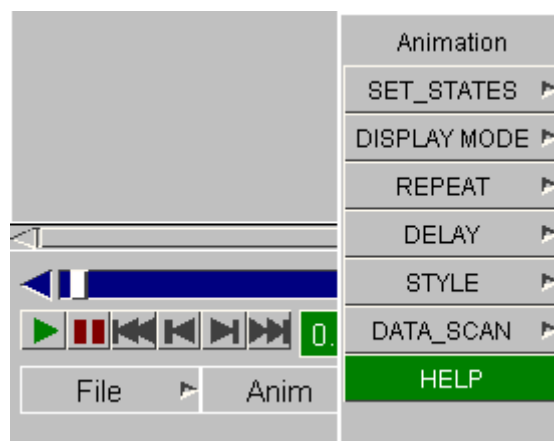 Animation
SET_STATES
DISPLAY MODE
REPEAT
DELAY
STYLE
DATA_SCAN
HELP
0.
File
Anim